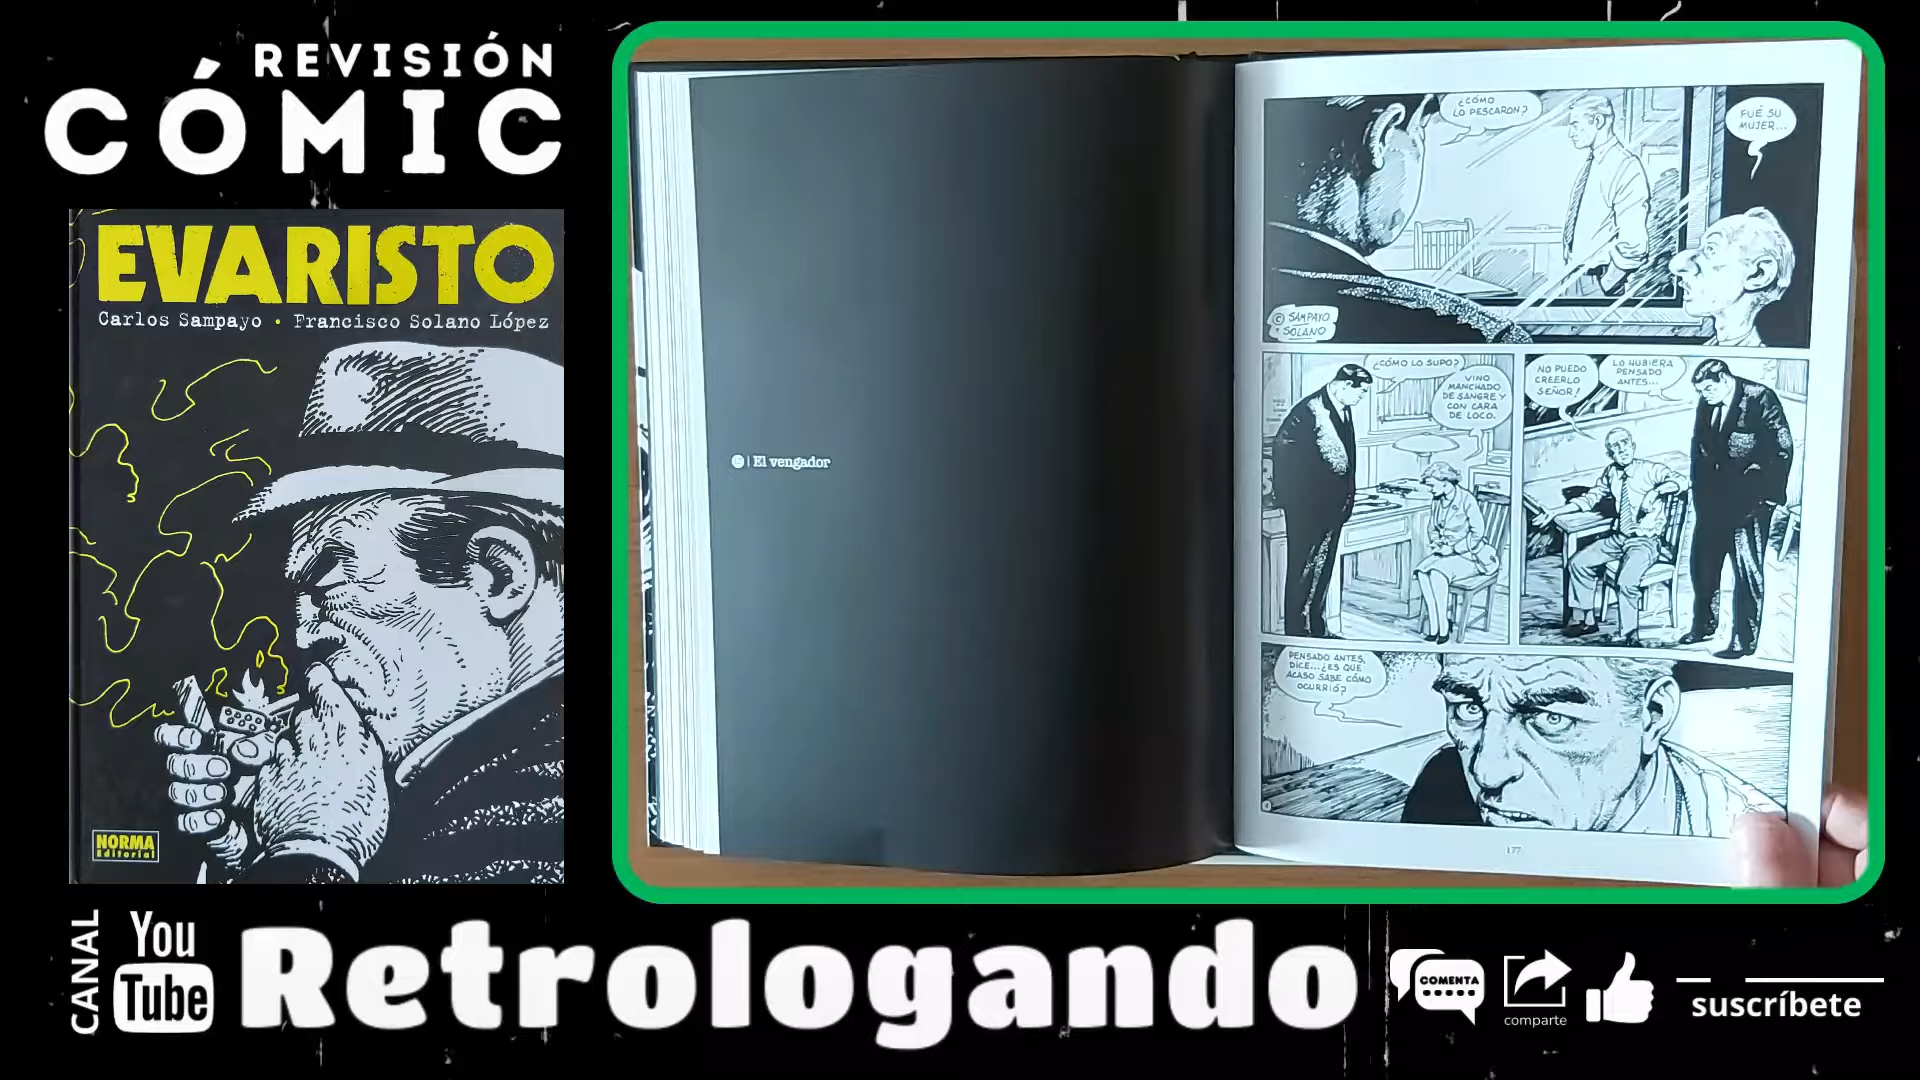 REVISIÓN
CÓMIC
EVARISTO
Carlos Sampayo • Francisco Solano López
NORMA
Editorial
| El vengador
¿CÓMO
LO PESCARON?
FUÉ SU
MUJER...
© SAMPAYO
• SOLANO
¿CÓMO LO SUPO?
VINO
MANCHADO
DE SANGRE Y
CON CARA
DE LOCO.
NO PUEDO
CREERLO
SEÑOR!
LO HUBIERA
PENSADO
ANTES...
PENSADO ANTES,
DICE...¿ES QUE
ACASO SABE CÓMO
OCURRIÓ?
177
CANAL
You
Tube
Retrologando
COMENTA
comparte
suscríbete